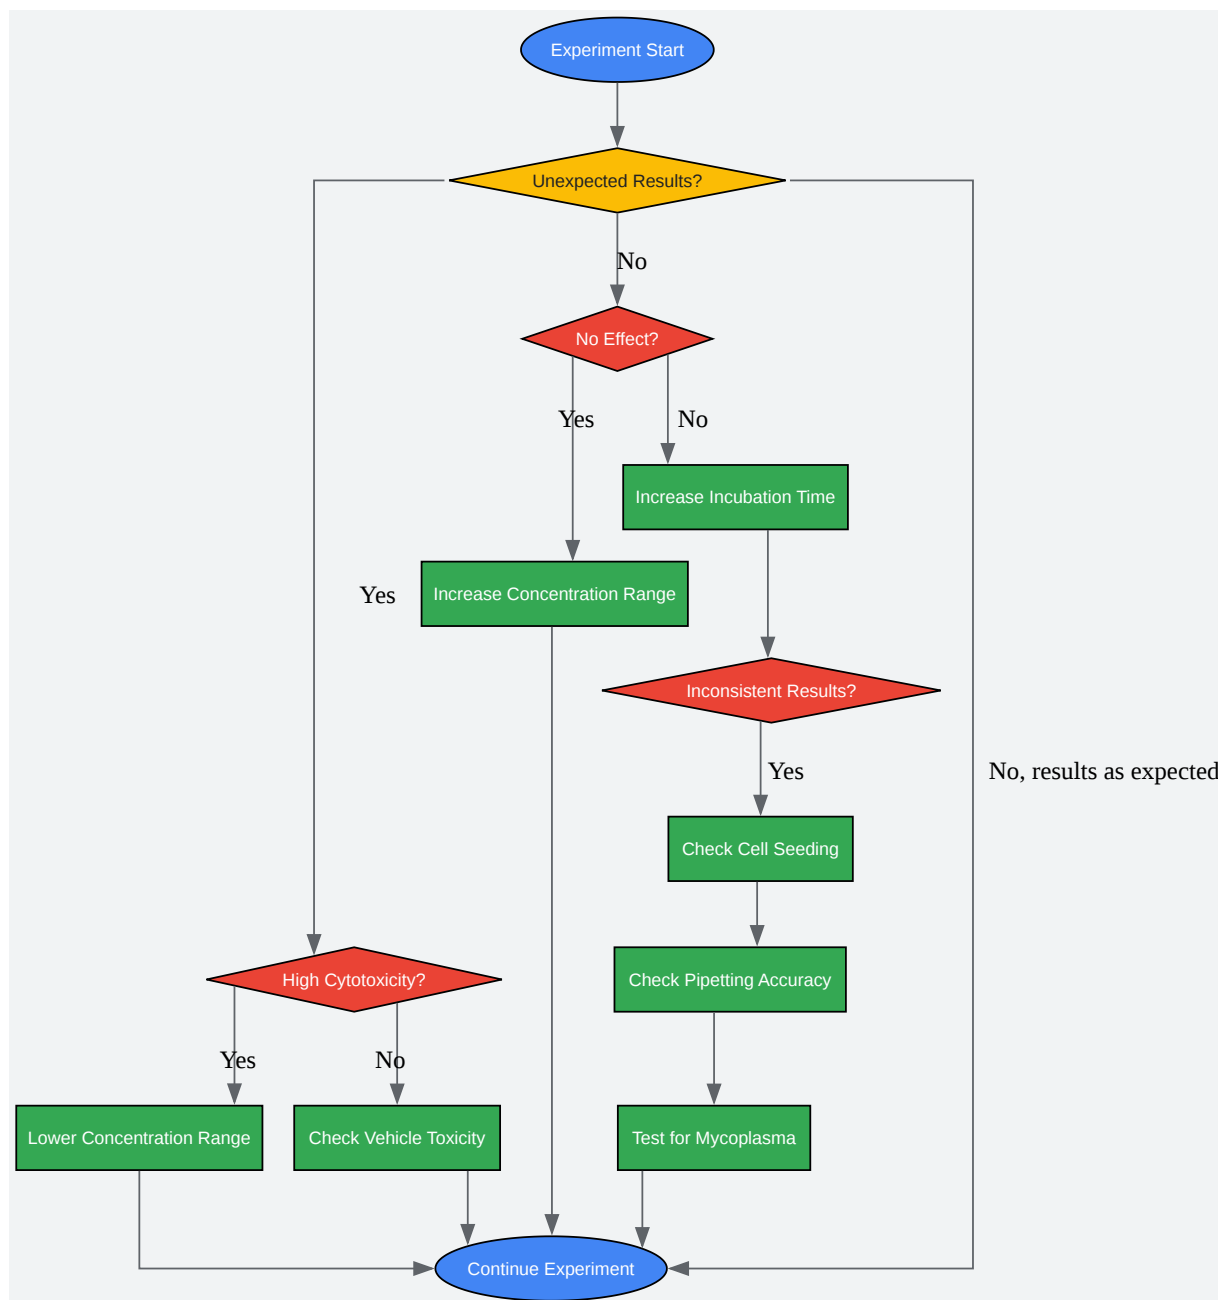 Experiment Start
Unexpected Results?
No
No Effect?
Yes
No
Increase Incubation Time
Yes
Increase Concentration Range
Inconsistent Results?
Yes
No, results as expected
Check Cell Seeding
High Cytotoxicity?
Check Pipetting Accuracy
Yes
No
Lower Concentration Range
Check Vehicle Toxicity
Test for Mycoplasma
Continue Experiment